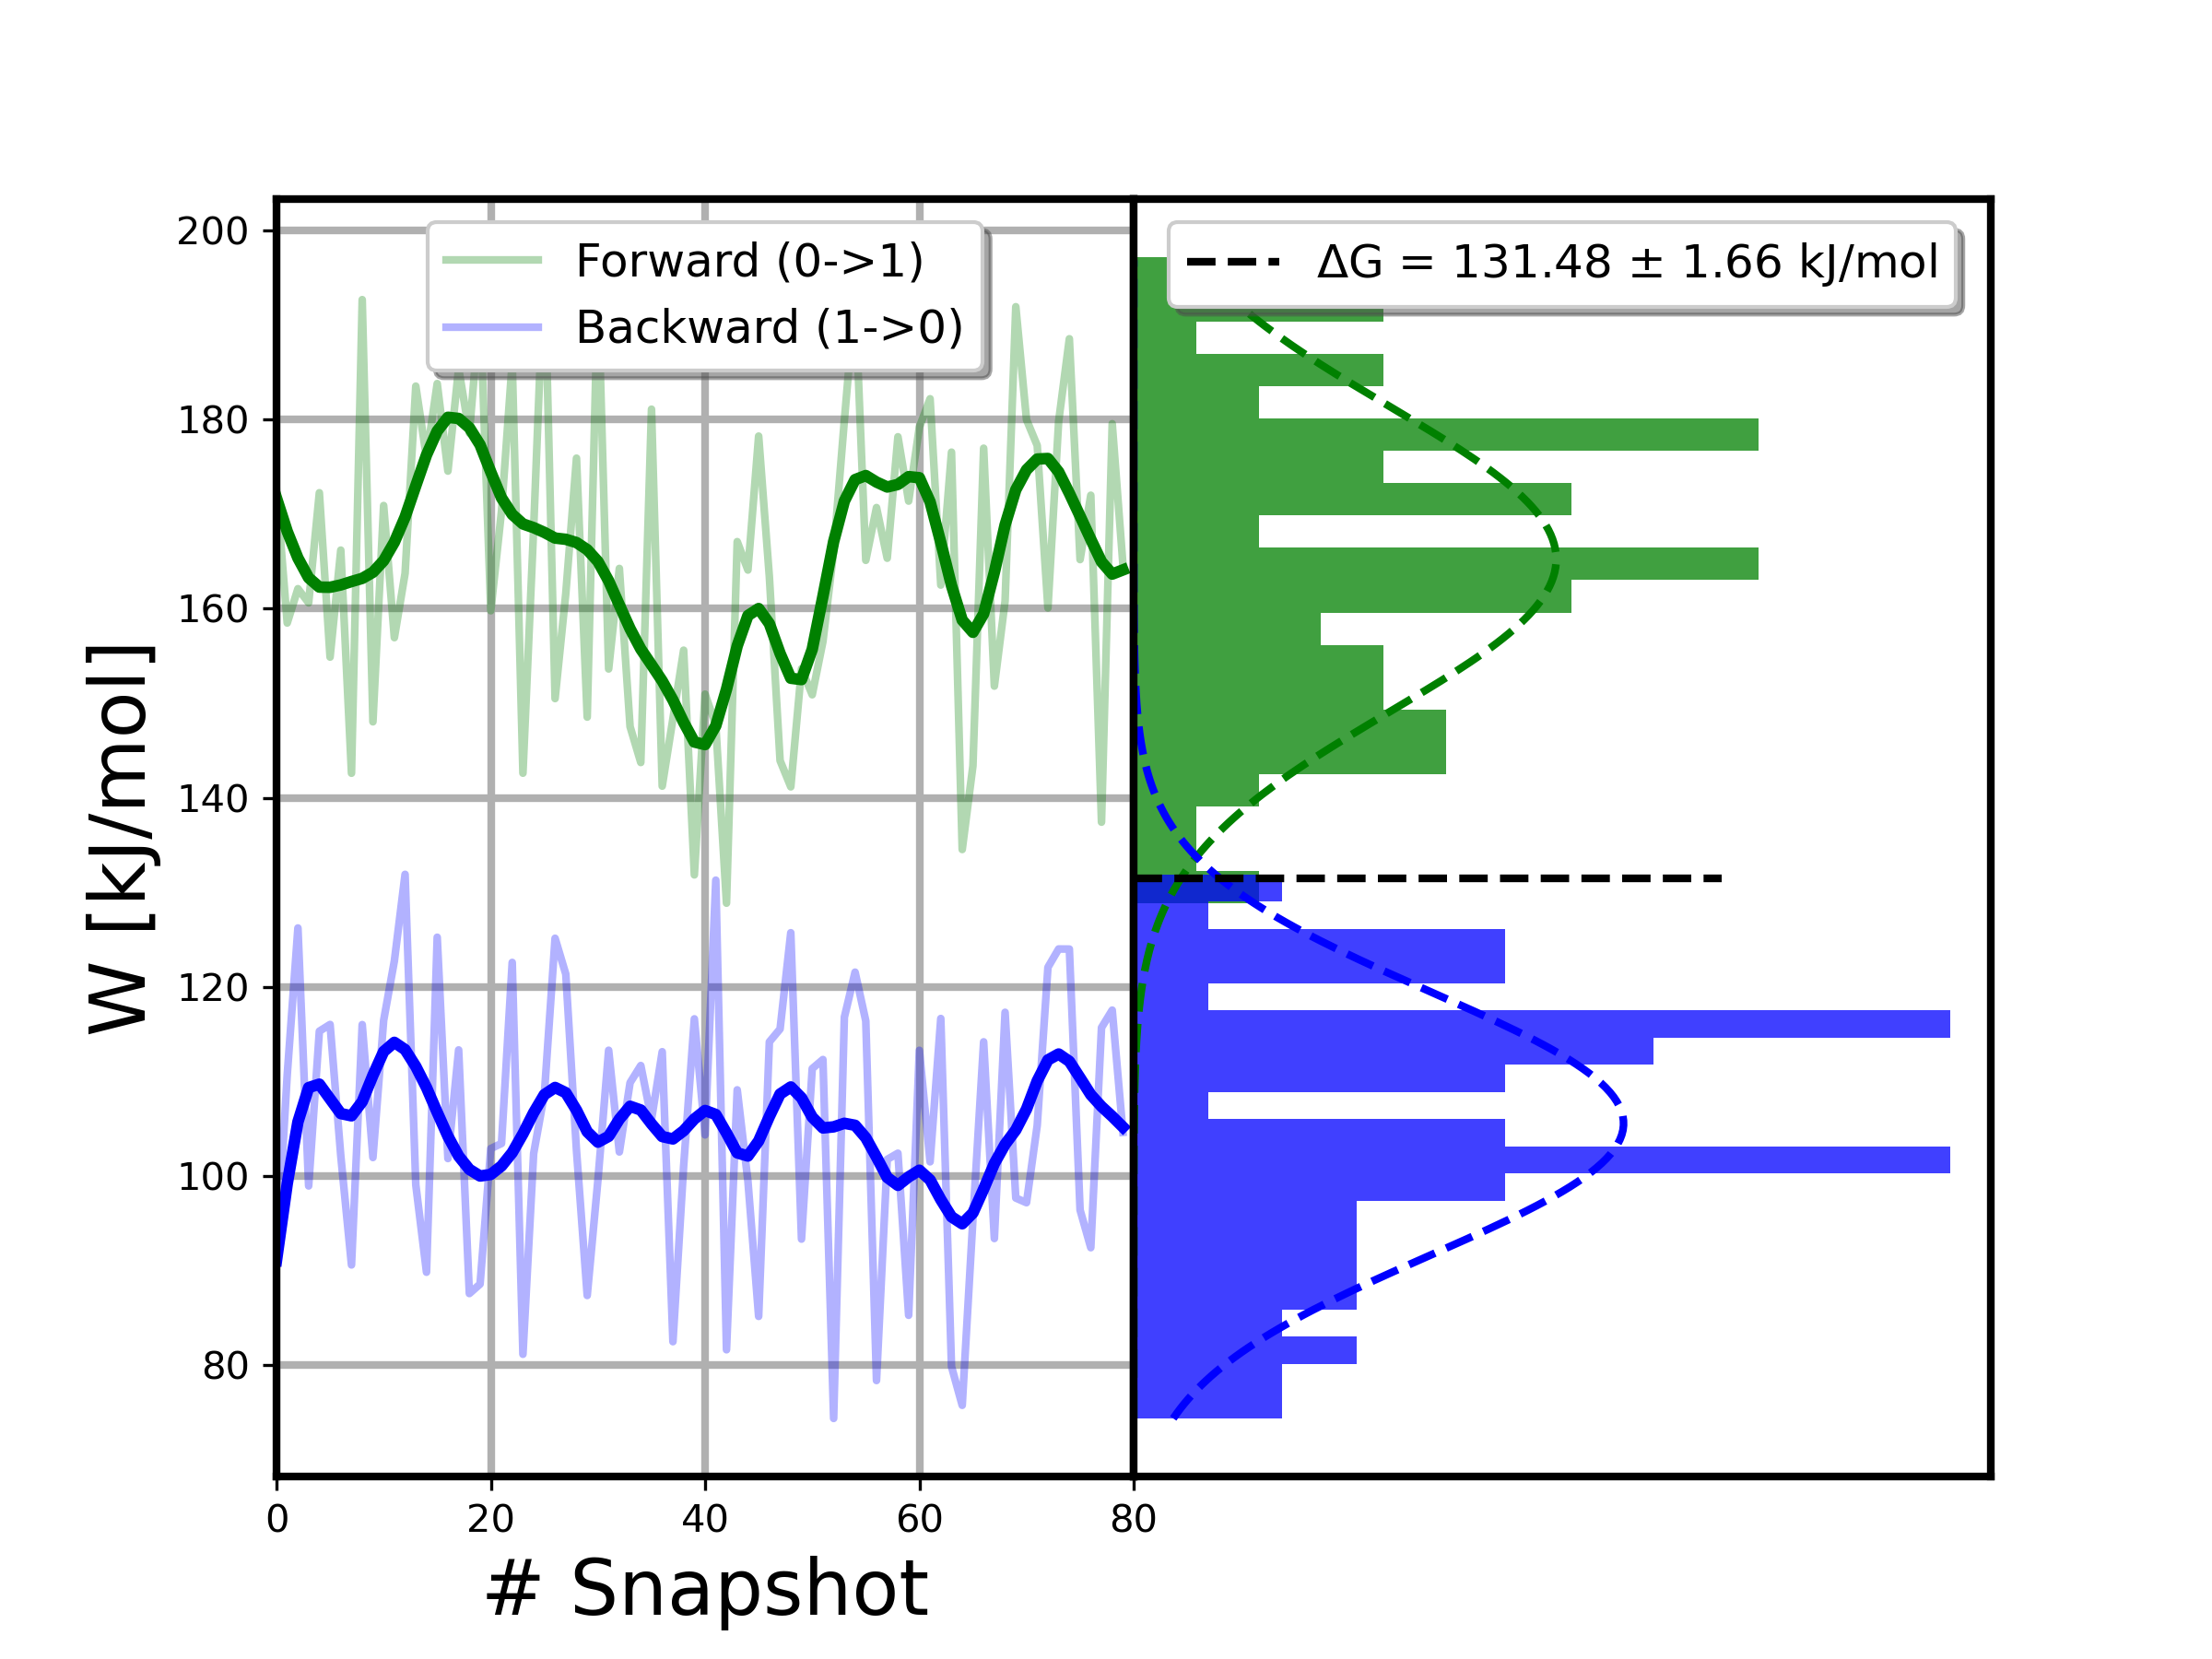 Forward (0->1)
Backward (1->0)
ΔG = 131.48 ± 1.66 kJ/mol
W [kJ/mol]
200
180
160
140
120
100
80
0 20 40 60 80
# Snapshot